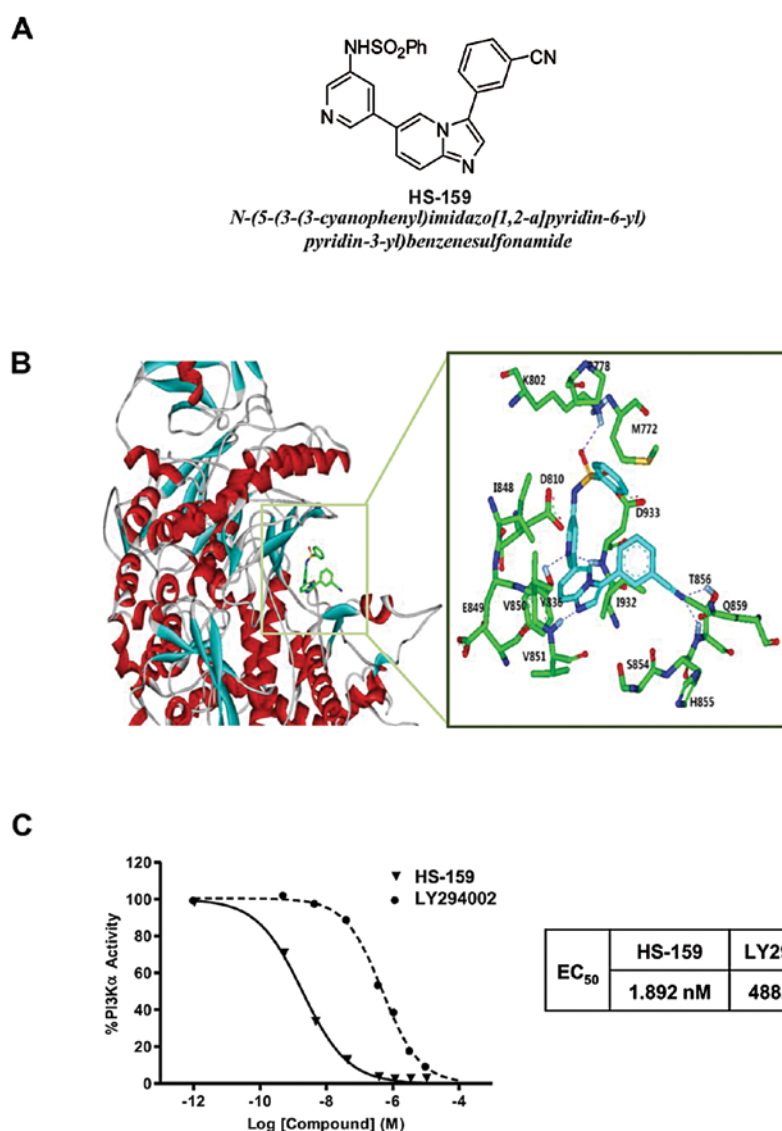 A
NHSO2Ph
CN
N
N
N
HS-159
N-(5-(3-(3-cyanophenyl)imidazo[1,2-a]pyridin-6-yl)
pyridin-3-yl)benzenesulfonamide
B
K802
M772
I848
D810
D933
E849
V850
I932
T856
Q859
V851
S854
H855
C
120
100
80
60
40
20
0
%PI3Kα Activity
HS-159
LY294002
-12
-10
-8
-6
-4
Log [Compound] (M)
EC50
HS-159
1.892 nM
488